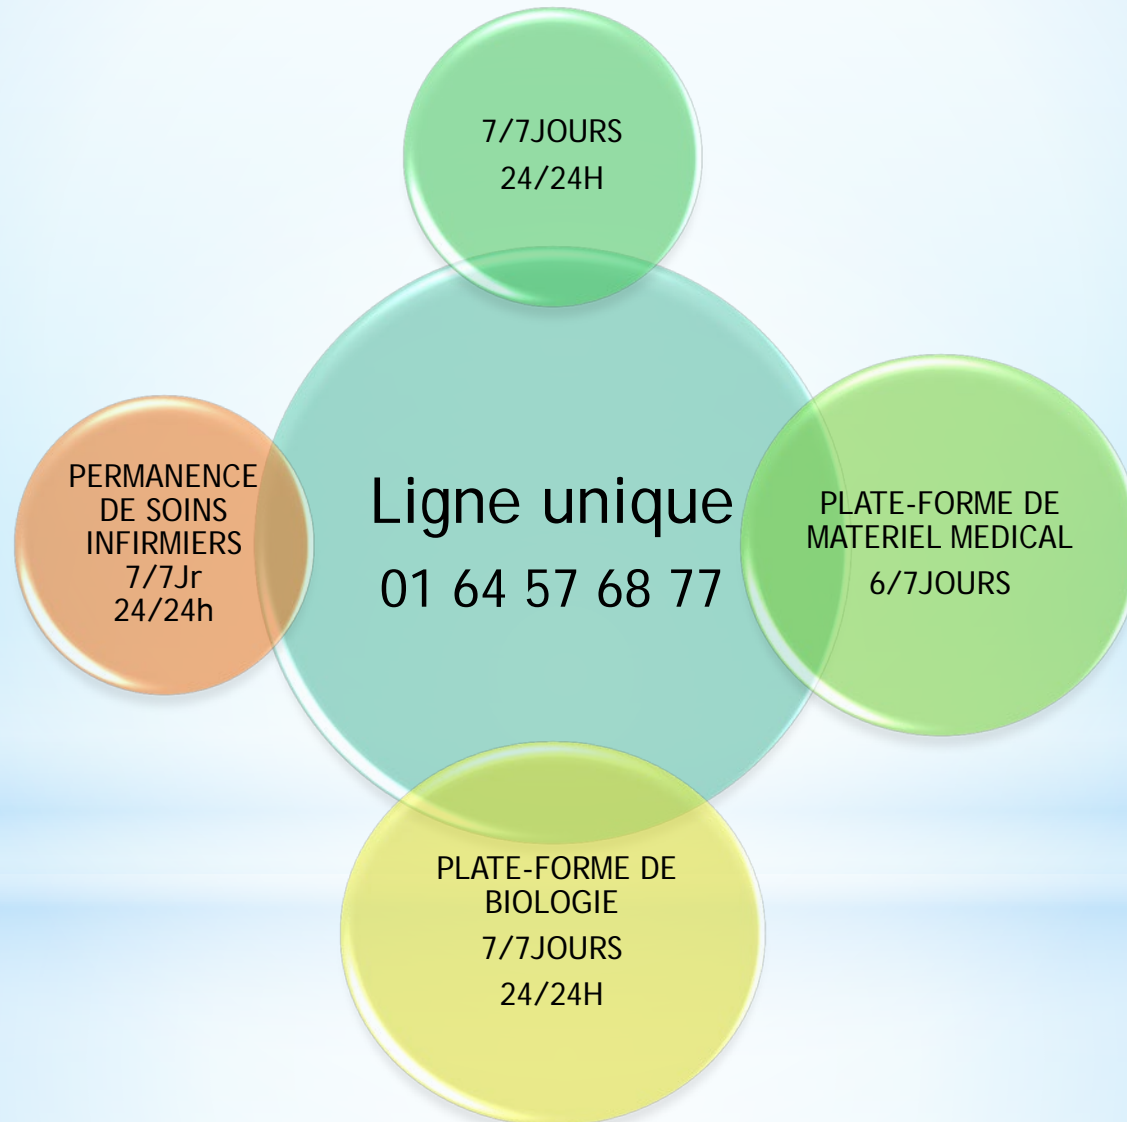 7/7JOURS
24/24H
PERMANENCE
DE SOINS
INFIRMIERS
7/7Jr
24/24h
Ligne unique
01 64 57 68 77
PLATE-FORME DE
MATERIEL MEDICAL
6/7JOURS
PLATE-FORME DE
BIOLOGIE
7/7JOURS
24/24H